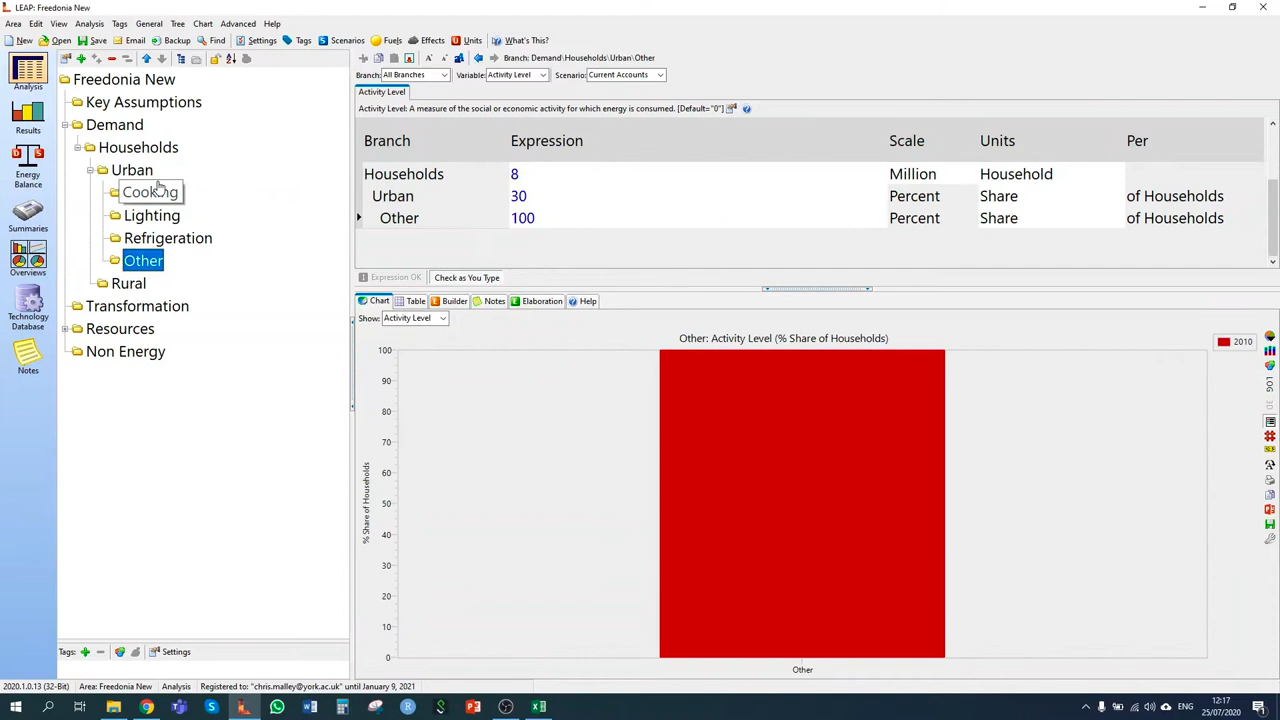 LEAP: Freedonia New
Area Edit View Analysis Tags General Tree Chart Advanced Help
New Open Save Email Backup Find Settings Tags Scenarios Fuels Effects Units What's This?
Branch: Demand\Households\Urban\Other
Branch: All Branches Variable: Activity Level Scenario: Current Accounts
Activity Level
Activity Level: A measure of the social or economic activity for which energy is consumed. [Default="0"]
Branch Expression Scale Units Per
Households 8 Million Household
Urban 30 Percent Share of Households
Other 100 Percent Share of Households
Expression OK Check as You Type
Chart Table Builder Notes Elaboration Help
Show: Activity Level
Other: Activity Level (% Share of Households)
2010
100
90
80
70
60
50
40
30
20
10
0
% Share of Households
Other
LOG
3D
Analysis
Results
Energy
Balance
Summaries
Overviews
Technology
Database
Notes
Freedonia New
Key Assumptions
Demand
Households
Urban
Cooking
Lighting
Refrigeration
Other
Rural
Transformation
Resources
Non Energy
Tags: Settings
2020.1.0.13 (32-Bit) Area: Freedonia New Analysis Registered to: "chris.malley@york.ac.uk" until January 9, 2021
ENG
12:17
25/07/2020